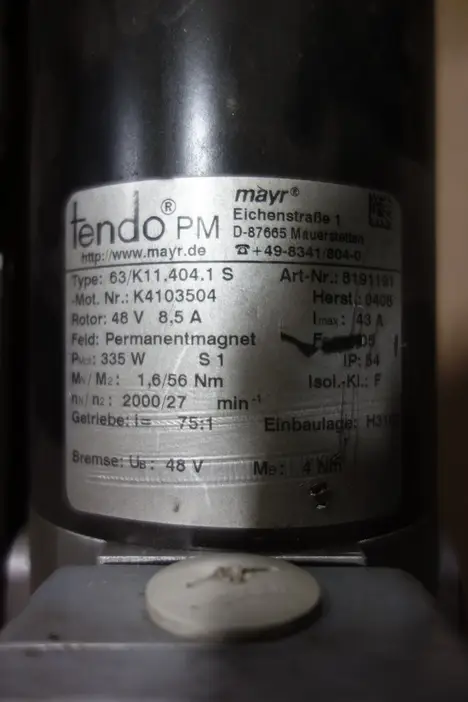 tendo® PM
mayr®
Eichenstraße 1
D-87665 Mauerstetten
http://www.mayr.de ☎+49-8341/804-0
Type: 63/K11.404.1 S Art-Nr.: 8191191
Mot. Nr.: K4103504 Herst.: 0408
Rotor: 48 V 8,5 A Imax: 43 A
Feld: Permanentmagnet
335 W S 1 IP: 54
MN/ M2: 1,6/56 Nm Isol.-Kl.: F
nN/ n2: 2000/27 min-1
Getriebe: i= 75:1 Einbaulage:
Bremse: UB: 48 V MB: 4 Nm